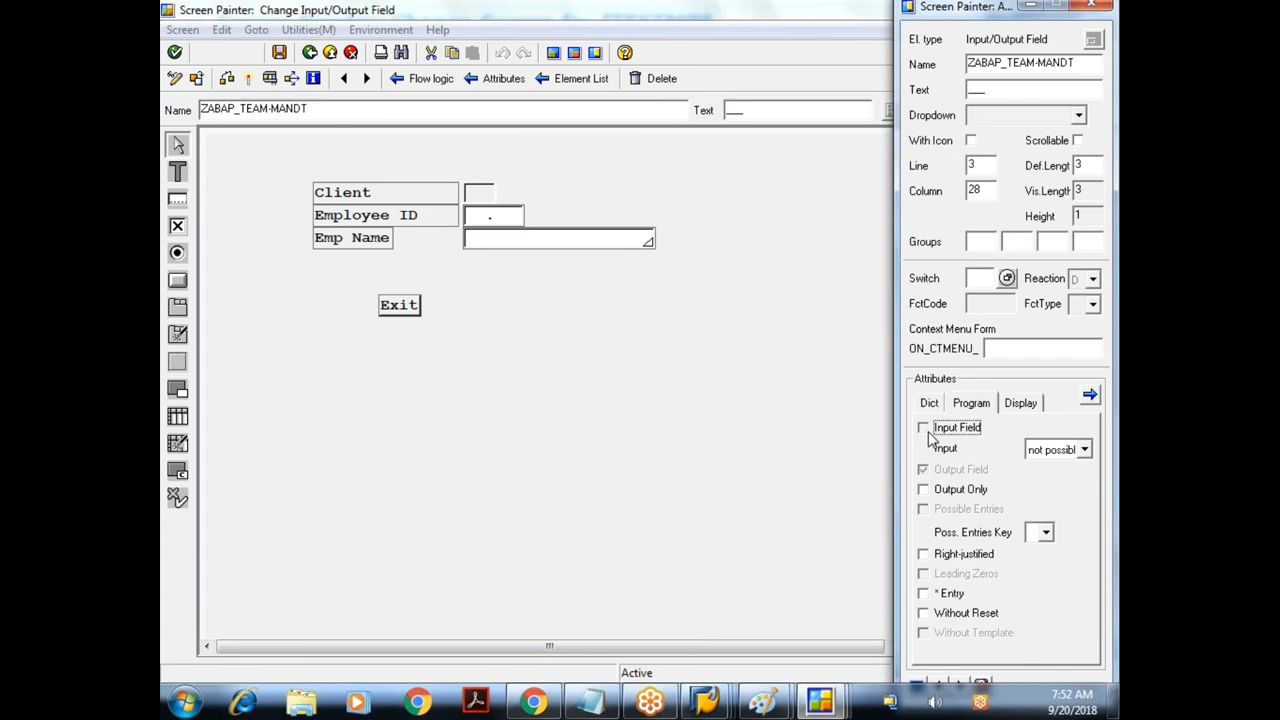 Screen Painter: Change Input/Output Field
Screen Edit Goto Utilities(M) Environment Help
Flow logic Attributes Element List Delete
Name ZABAP_TEAM-MANDT Text ___
Client
Employee ID .
Emp Name
Exit
Active
Screen Painter: A...
El. type Input/Output Field
Name ZABAP_TEAM-MANDT
Text ___
Dropdown
With Icon Scrollable
Line 3 Def.Lengt 3
Column 28 Vis.Length 3
Height 1
Groups
Switch Reaction D
FctCode FctType
Context Menu Form
ON_CTMENU_
Attributes
Dict Program Display
Input Field
Input not possibl
Output Field
Output Only
Possible Entries
Poss. Entries Key
Right-justified
Leading Zeros
* Entry
Without Reset
Without Template
7:52 AM
9/20/2018